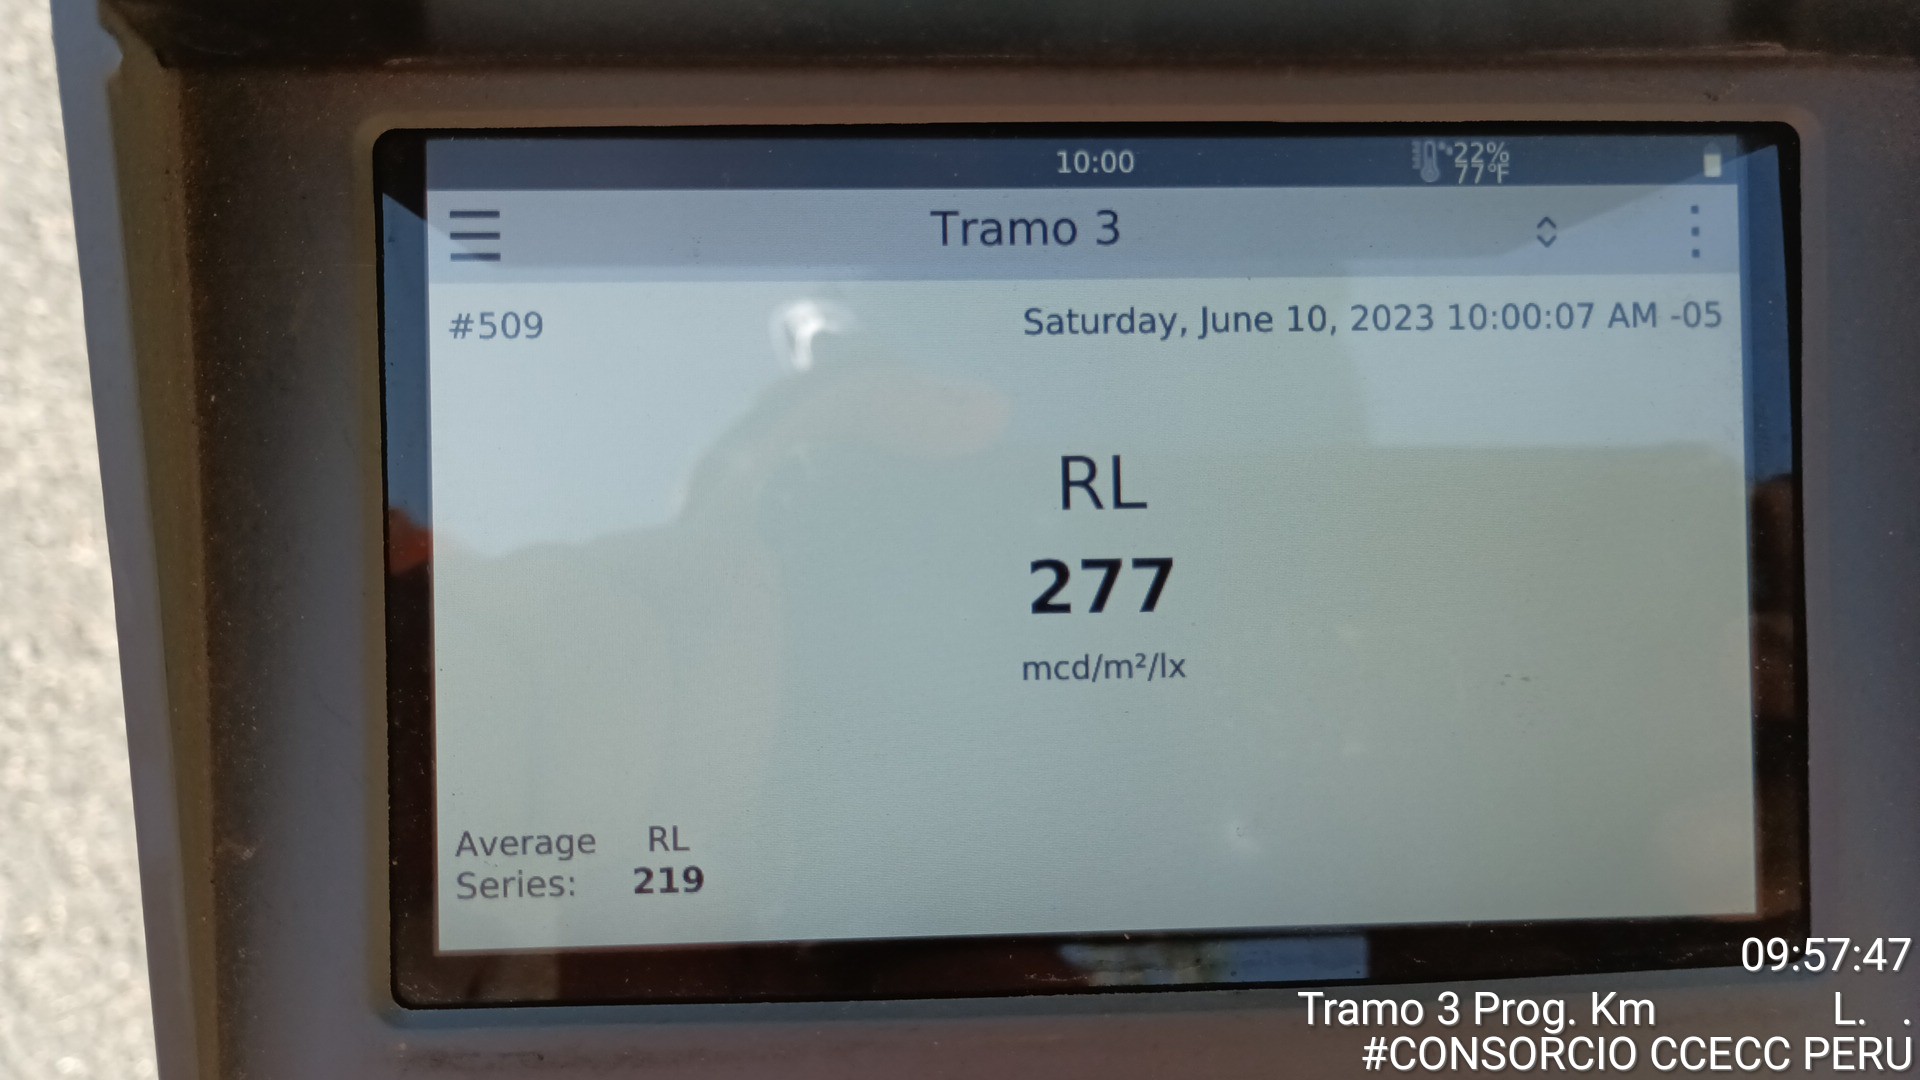 10:00
22%
77°F
Tramo 3
#509
Saturday, June 10, 2023 10:00:07 AM -05
RL
277
mcd/m²/lx
Average RL
Series: 219
09:57:47
Tramo 3 Prog. Km L. .
#CONSORCIO CCECC PERU